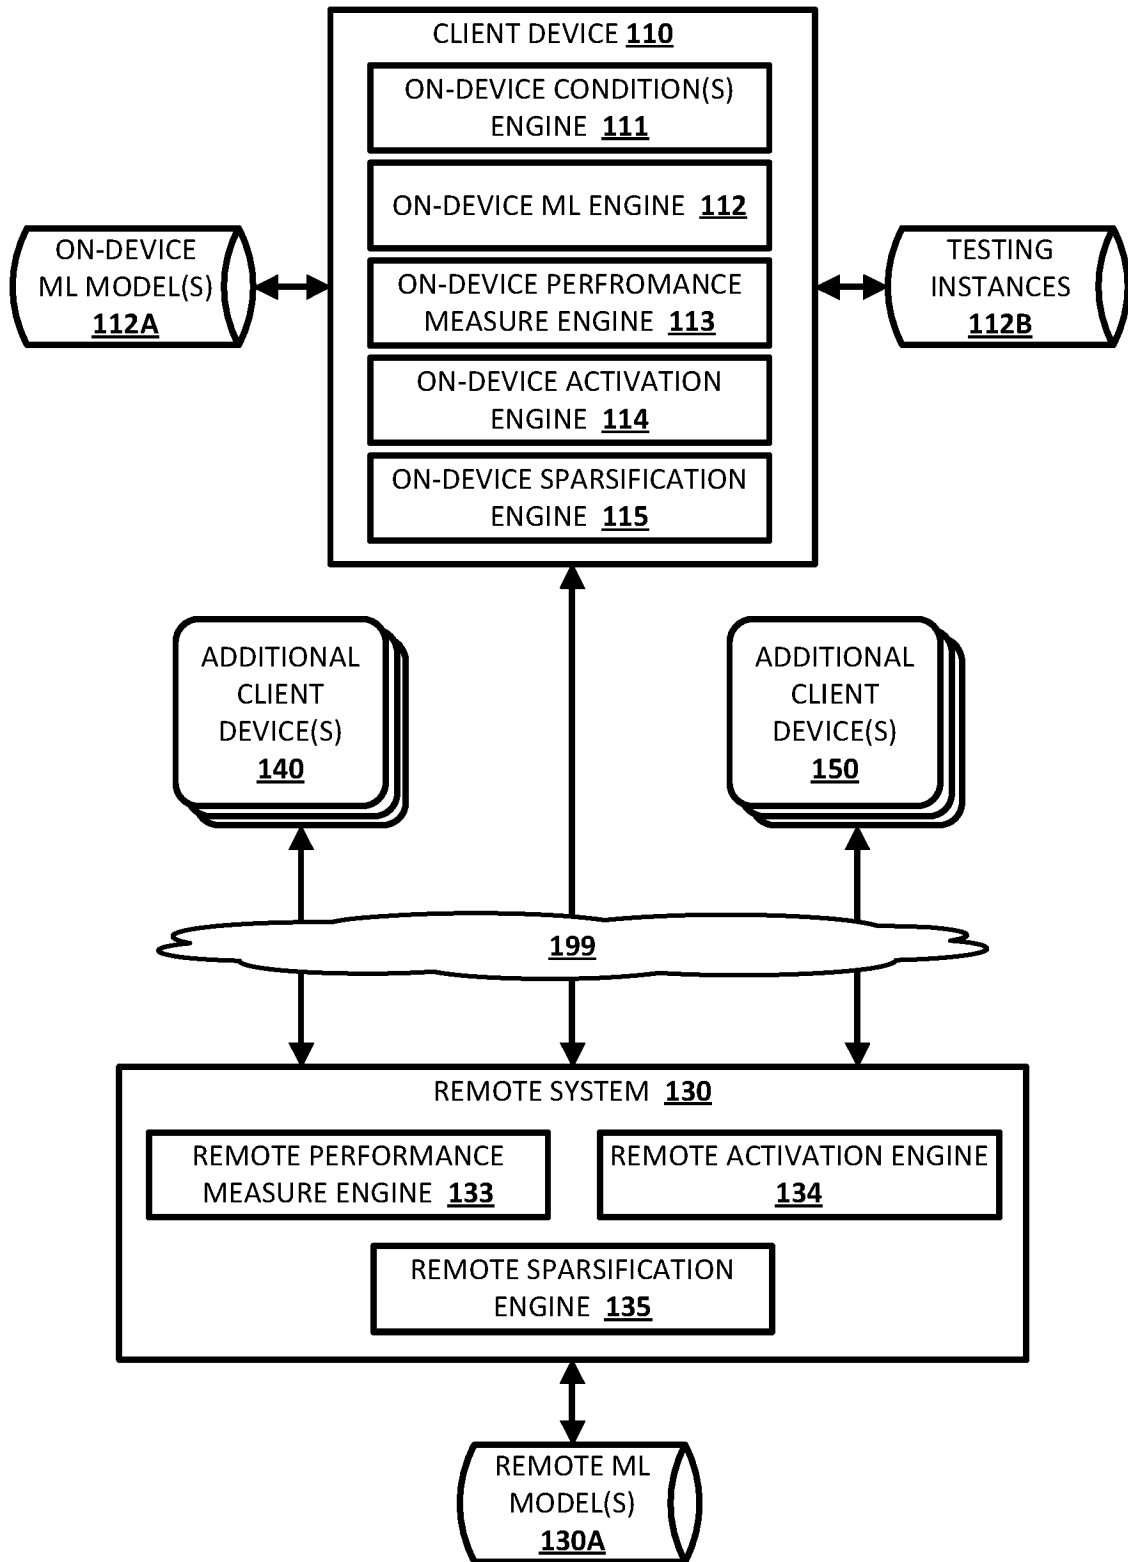 CLIENT DEVICE 110
ON-DEVICE CONDITION(S)
ENGINE 111
ON-DEVICE ML ENGINE 112
ON-DEVICE PERFROMANCE
MEASURE ENGINE 113
ON-DEVICE ACTIVATION
ENGINE 114
ON-DEVICE SPARSIFICATION
ENGINE 115
ON-DEVICE
ML MODEL(S)
112A
TESTING
INSTANCES
112B
ADDITIONAL
CLIENT
DEVICE(S)
140
ADDITIONAL
CLIENT
DEVICE(S)
150
199
REMOTE SYSTEM 130
REMOTE PERFORMANCE
MEASURE ENGINE 133
REMOTE ACTIVATION ENGINE
134
REMOTE SPARSIFICATION
ENGINE 135
REMOTE ML
MODEL(S)
130A